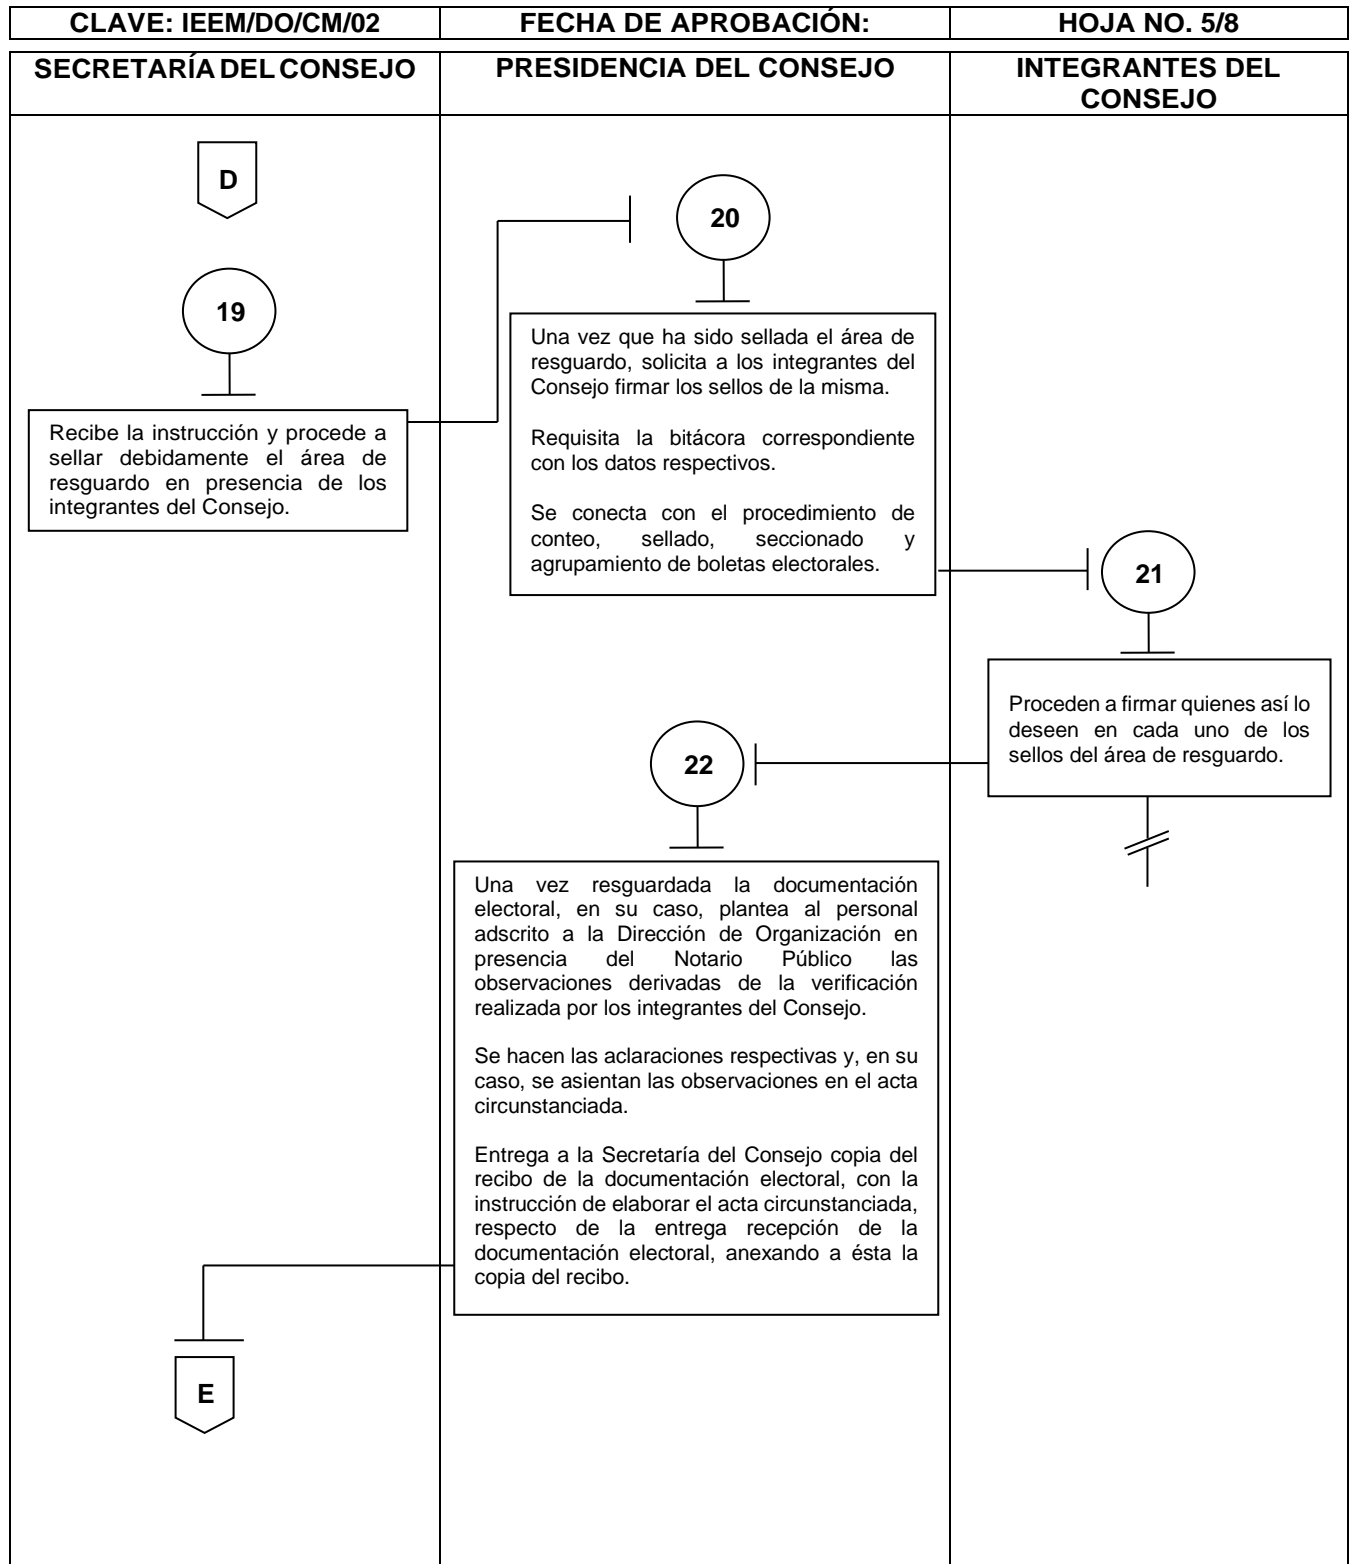 CLAVE: IEEM/DO/CM/02 FECHA DE APROBACIÓN: HOJA NO. 5/8
SECRETARÍA DEL CONSEJO PRESIDENCIA DEL CONSEJO INTEGRANTES DEL
CONSEJO
D
19
Recibe la instrucción y procede a
sellar debidamente el área de
resguardo en presencia de los
integrantes del Consejo.
20
Una vez que ha sido sellada el área de
resguardo, solicita a los integrantes del
Consejo firmar los sellos de la misma.
Requisita la bitácora correspondiente
con los datos respectivos.
Se conecta con el procedimiento de
conteo, sellado, seccionado y
agrupamiento de boletas electorales.
21
Proceden a firmar quienes así lo
deseen en cada uno de los
sellos del área de resguardo.
22
Una vez resguardada la documentación
electoral, en su caso, plantea al personal
adscrito a la Dirección de Organización en
presencia del Notario Público las
observaciones derivadas de la verificación
realizada por los integrantes del Consejo.
Se hacen las aclaraciones respectivas y, en su
caso, se asientan las observaciones en el acta
circunstanciada.
Entrega a la Secretaría del Consejo copia del
recibo de la documentación electoral, con la
instrucción de elaborar el acta circunstanciada,
respecto de la entrega recepción de la
documentación electoral, anexando a ésta la
copia del recibo.
E